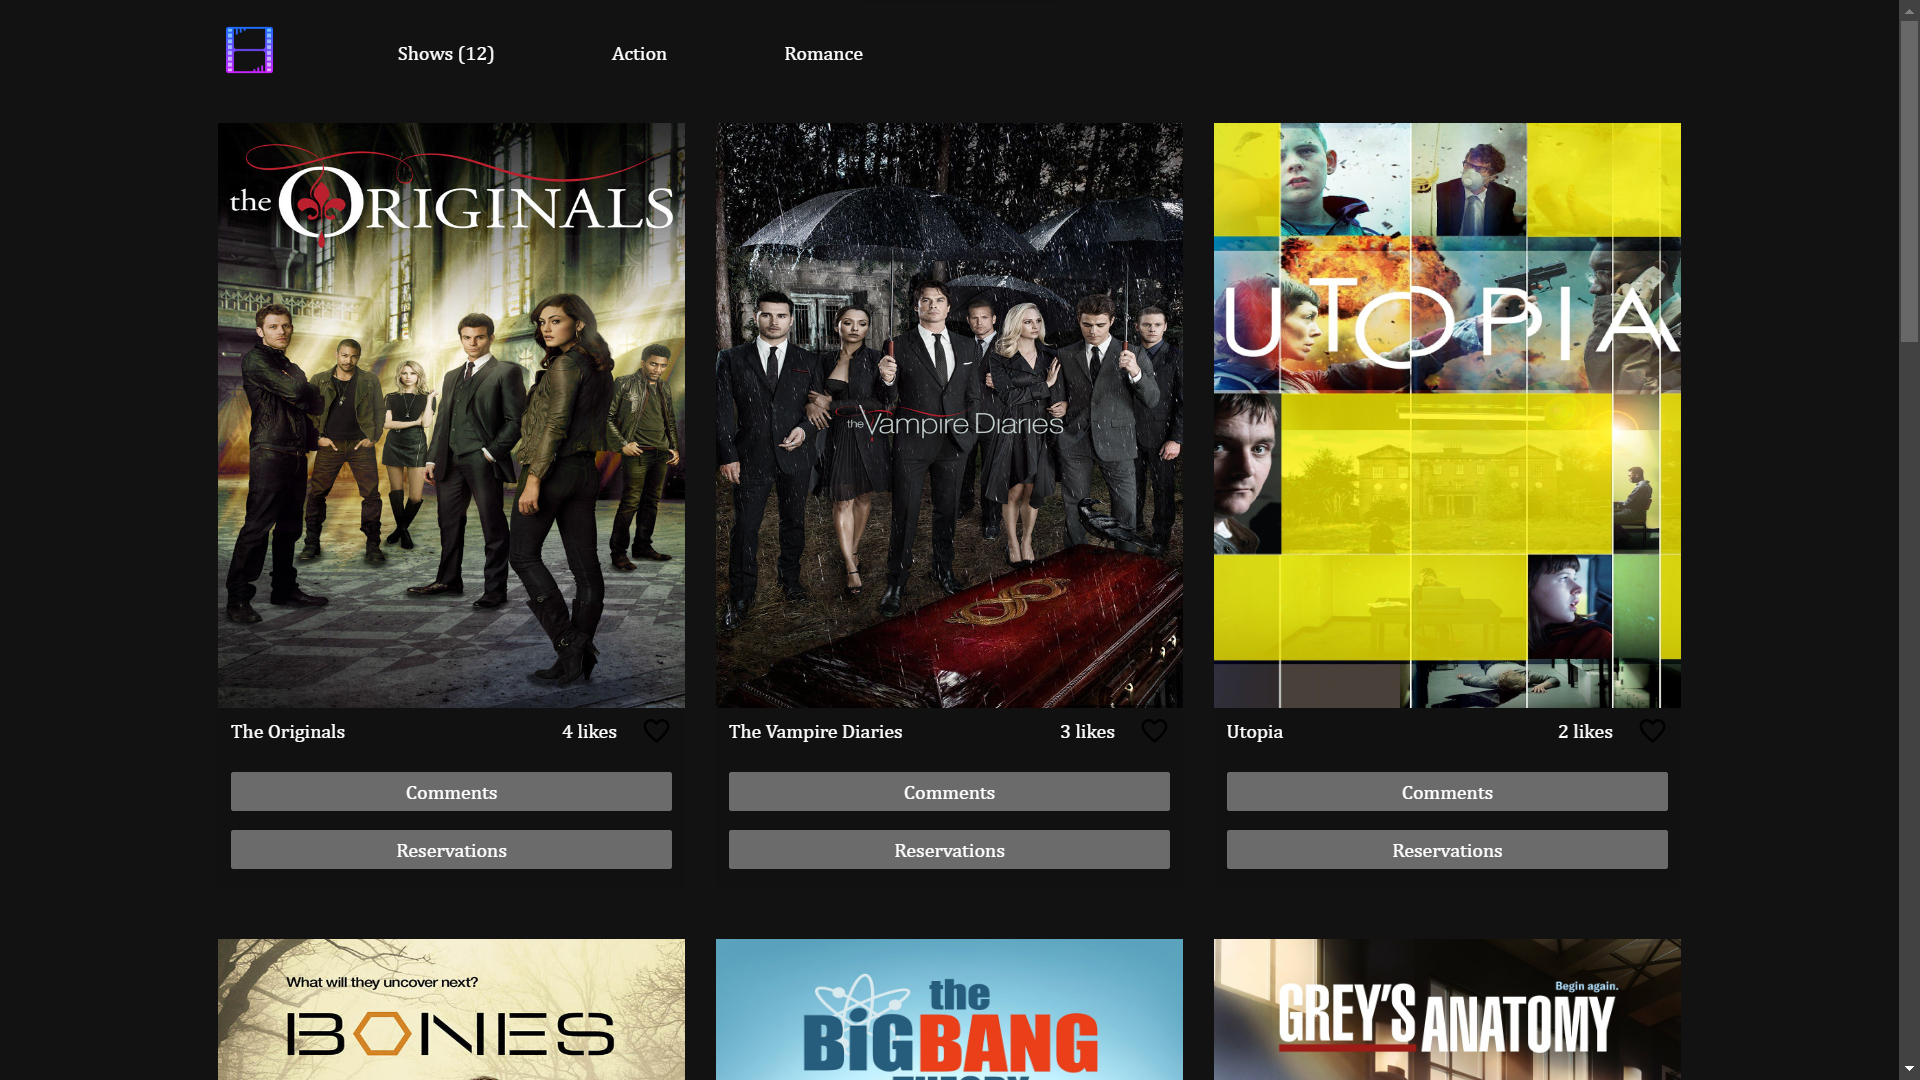 Shows (12)
Action
Romance
the ORIGINALS
the Vampire Diaries
UTOPIA
The Originals
4 likes
The Vampire Diaries
3 likes
Utopia
2 likes
Comments
Comments
Comments
Reservations
Reservations
Reservations
What will they uncover next?
BONES
the
BIG BANG
THEORY
Begin again.
GREY'S ANATOMY